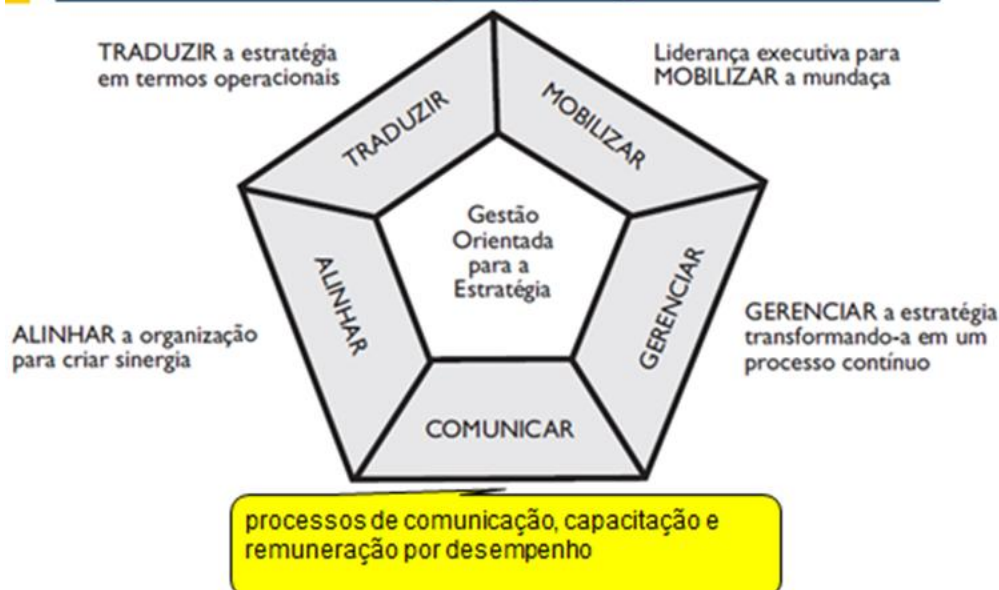 TRADUZIR a estratégia
em termos operacionais
Liderança executiva para
MOBILIZAR a mundaça
TRADUZIR
MOBILIZAR
Gestão
Orientada
para a
Estratégia
ALINHAR
GERENCIAR
ALINHAR a organização
para criar sinergia
GERENCIAR a estratégia
transformando-a em um
processo contínuo
COMUNICAR
processos de comunicação, capacitação e
remuneração por desempenho